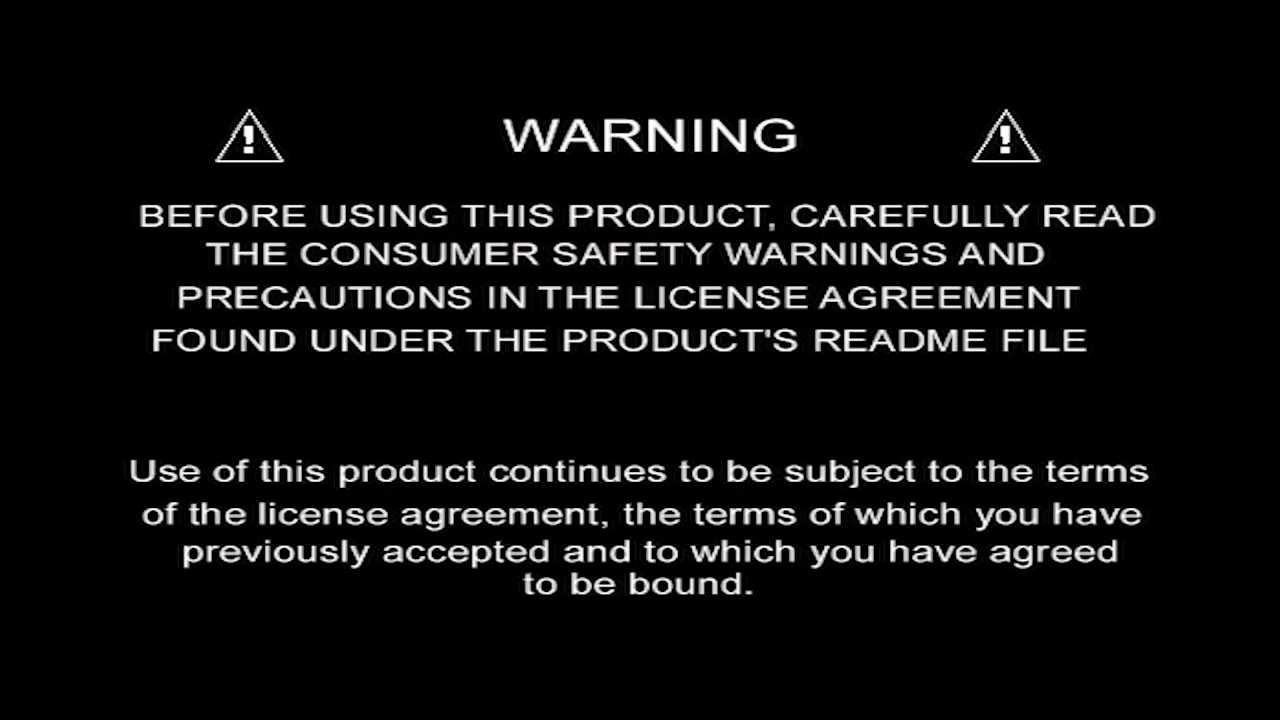 WARNING
BEFORE USING THIS PRODUCT, CAREFULLY READ
THE CONSUMER SAFETY WARNINGS AND
PRECAUTIONS IN THE LICENSE AGREEMENT
FOUND UNDER THE PRODUCT'S README FILE
Use of this product continues to be subject to the terms
of the license agreement, the terms of which you have
previously accepted and to which you have agreed
to be bound.